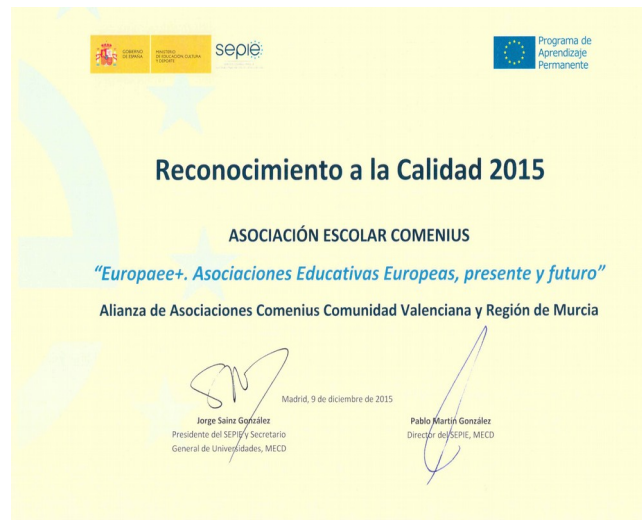 GOBIERNO DE ESPAÑA
MINISTERIO DE EDUCACIÓN, CULTURA Y DEPORTE
sepie
Programa de
Aprendizaje
Permanente
Reconocimiento a la Calidad 2015
ASOCIACIÓN ESCOLAR COMENIUS
“Europaee+. Asociaciones Educativas Europeas, presente y futuro”
Alianza de Asociaciones Comenius Comunidad Valenciana y Región de Murcia
Madrid, 9 de diciembre de 2015
Jorge Sainz González
Presidente del SEPIE y Secretario
General de Universidades, MECD
Pablo Martín González
Director del SEPIE, MECD